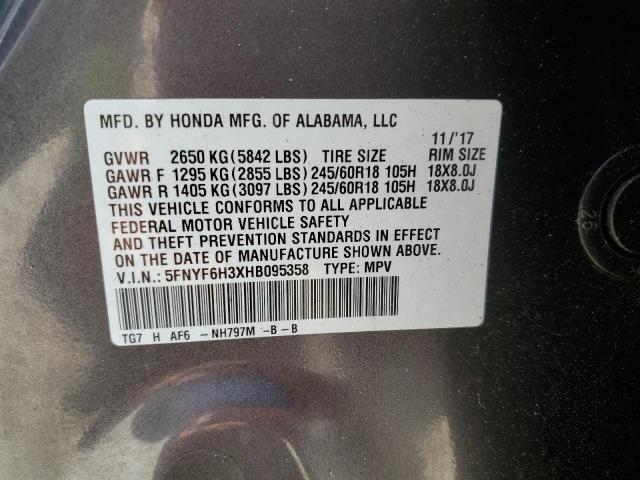 MFD. BY HONDA MFG. OF ALABAMA, LLC
11/'17
GVWR 2650 KG(5842 LBS) TIRE SIZE RIM SIZE
GAWR F 1295 KG(2855 LBS)245/60R18 105H 18X8.0J
GAWR R 1405 KG(3097 LBS)245/60R18 105H 18X8.0J
THIS VEHICLE CONFORMS TO ALL APPLICABLE
FEDERAL MOTOR VEHICLE SAFETY
AND THEFT PREVENTION STANDARDS IN EFFECT
ON THE DATE OF MANUFACTURE SHOWN ABOVE.
V.I.N.: 5FNYF6H3XHB095358 TYPE: MPV
TG7 H AF6 -NH797M -B -B
26